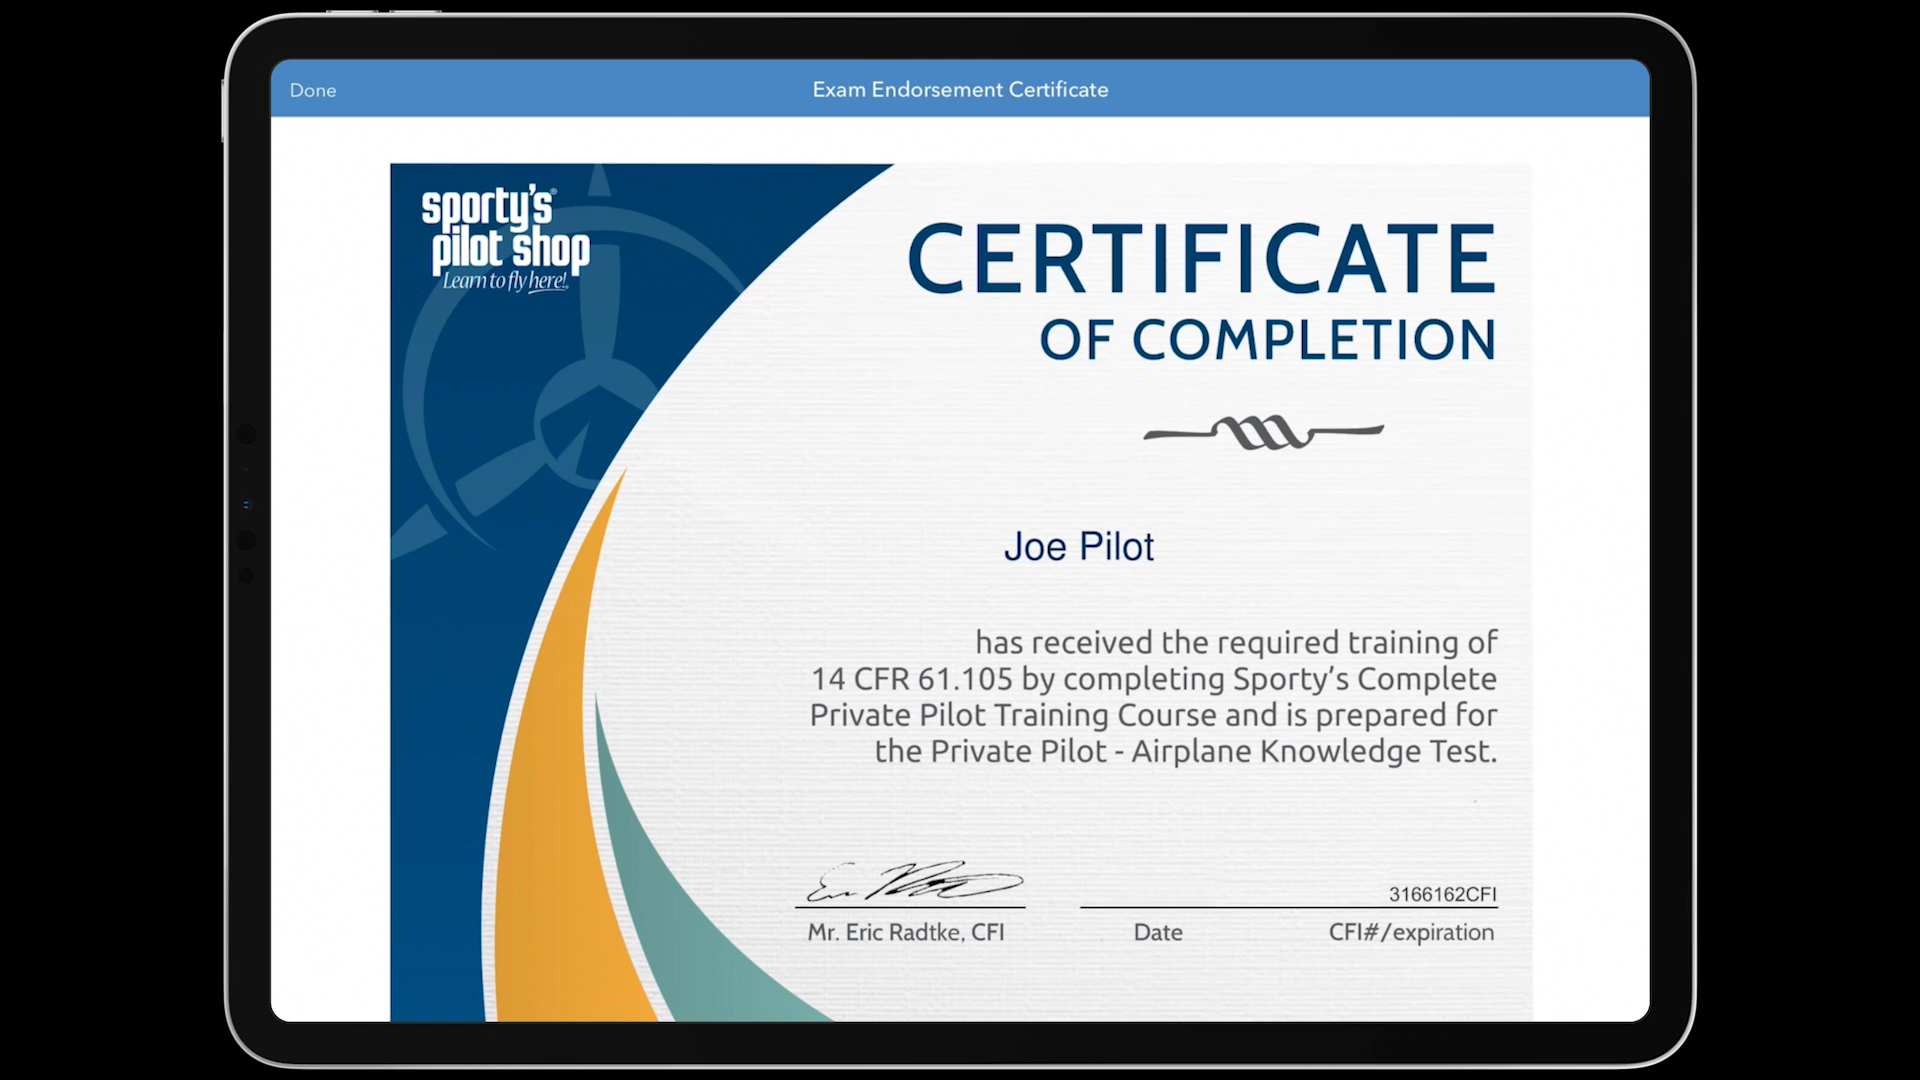 Done
Exam Endorsement Certificate
sporty's®
pilot shop
Learn to fly here!
CERTIFICATE
OF COMPLETION
Joe Pilot
has received the required training of
14 CFR 61.105 by completing Sporty's Complete
Private Pilot Training Course and is prepared for
the Private Pilot - Airplane Knowledge Test.
3166162CFI
Mr. Eric Radtke, CFI
Date
CFI#/expiration